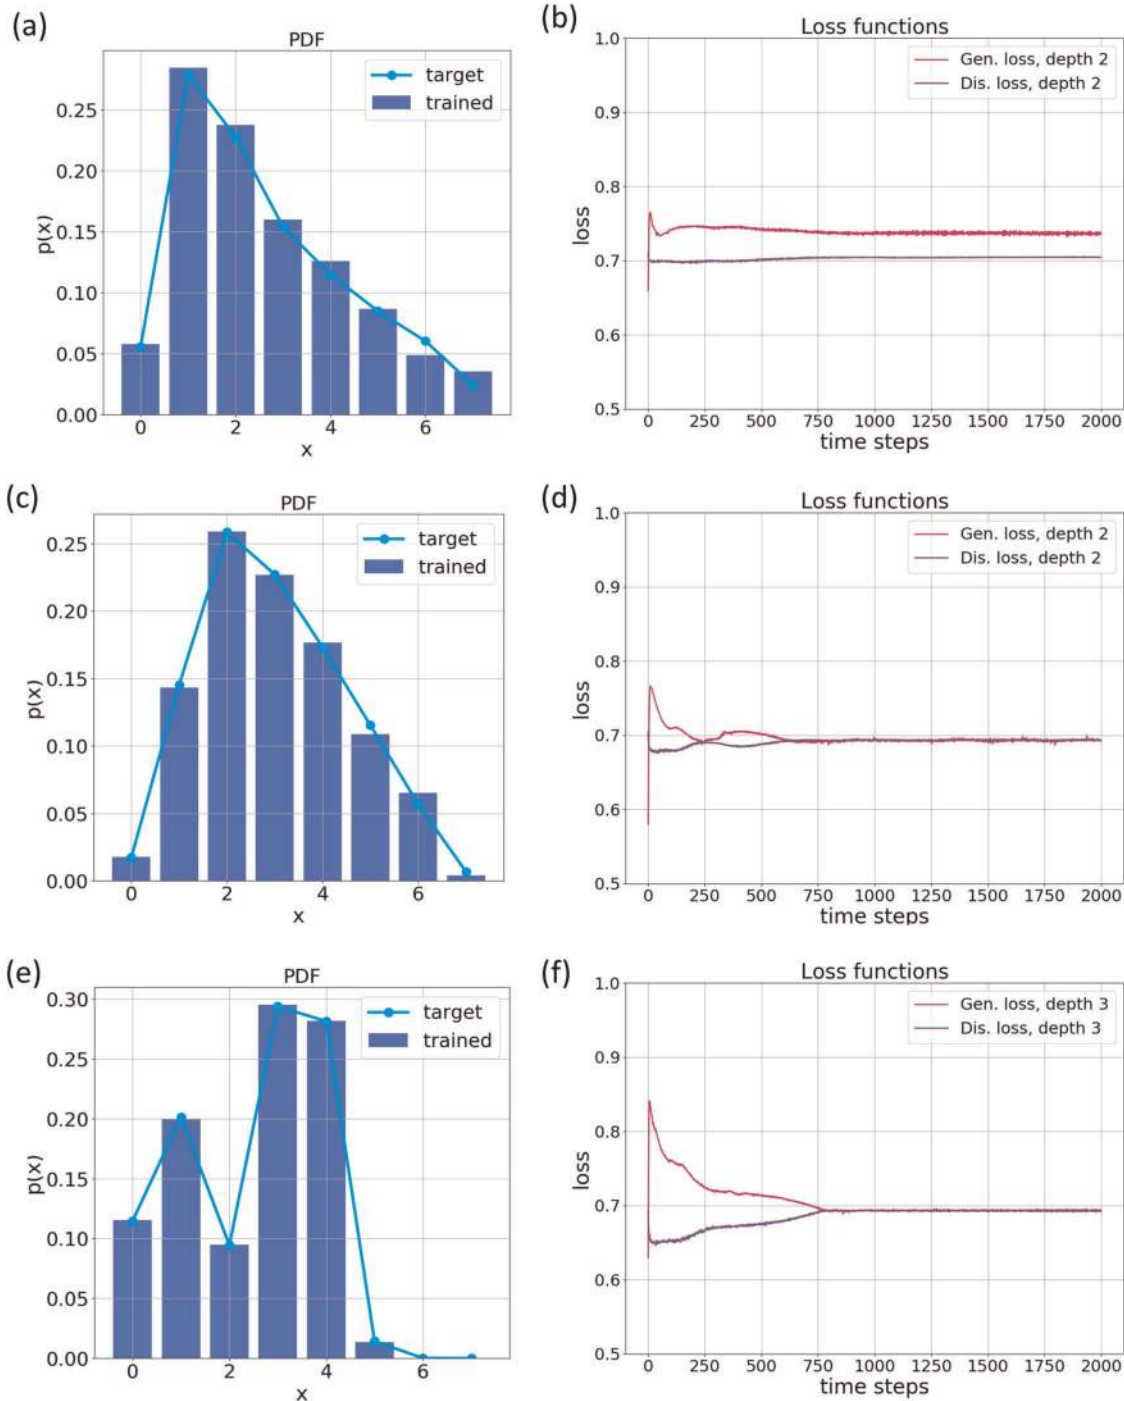 (a)
PDF
target
trained
0.25
0.20
0.15
0.10
0.05
0.00
p(x)
0 2 4 6
x
(b)
Loss functions
Gen. loss, depth 2
Dis. loss, depth 2
1.0
0.9
0.8
0.7
0.6
0.5
loss
0 250 500 750 1000 1250 1500 1750 2000
time steps
(c)
PDF
target
trained
0.25
0.20
0.15
0.10
0.05
0.00
p(x)
0 2 4 6
x
(d)
Loss functions
Gen. loss, depth 2
Dis. loss, depth 2
1.0
0.9
0.8
0.7
0.6
0.5
loss
0 250 500 750 1000 1250 1500 1750 2000
time steps
(e)
PDF
target
trained
0.30
0.25
0.20
0.15
0.10
0.05
0.00
p(x)
0 2 4 6
x
(f)
Loss functions
Gen. loss, depth 3
Dis. loss, depth 3
1.0
0.9
0.8
0.7
0.6
0.5
loss
0 250 500 750 1000 1250 1500 1750 2000
time steps